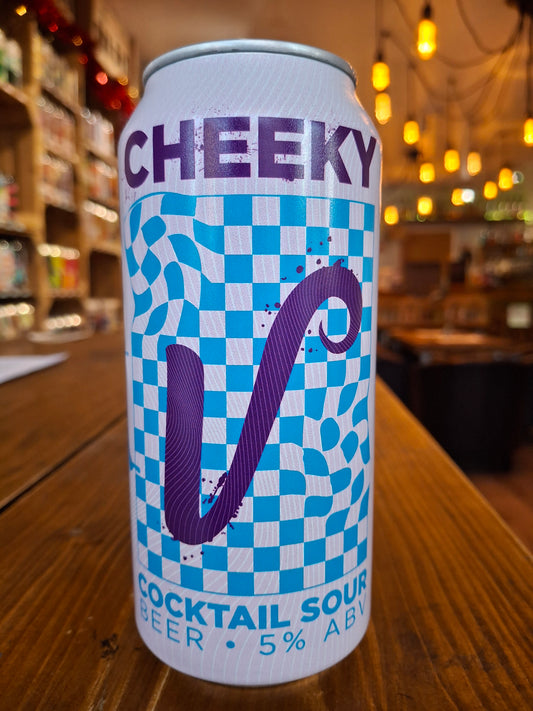 CHEEKY
V
COCKTAIL SOUR
BEER • 5% ABV